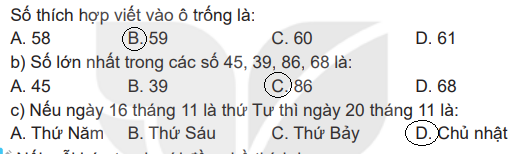 Số thích hợp viết vào ô trống là:
A. 58 B. 59 C. 60 D. 61
b) Số lớn nhất trong các số 45, 39, 86, 68 là:
A. 45 B. 39 C. 86 D. 68
c) Nếu ngày 16 tháng 11 là thứ Tư thì ngày 20 tháng 11 là:
A. Thứ Năm B. Thứ Sáu C. Thứ Bảy D. Chủ nhật